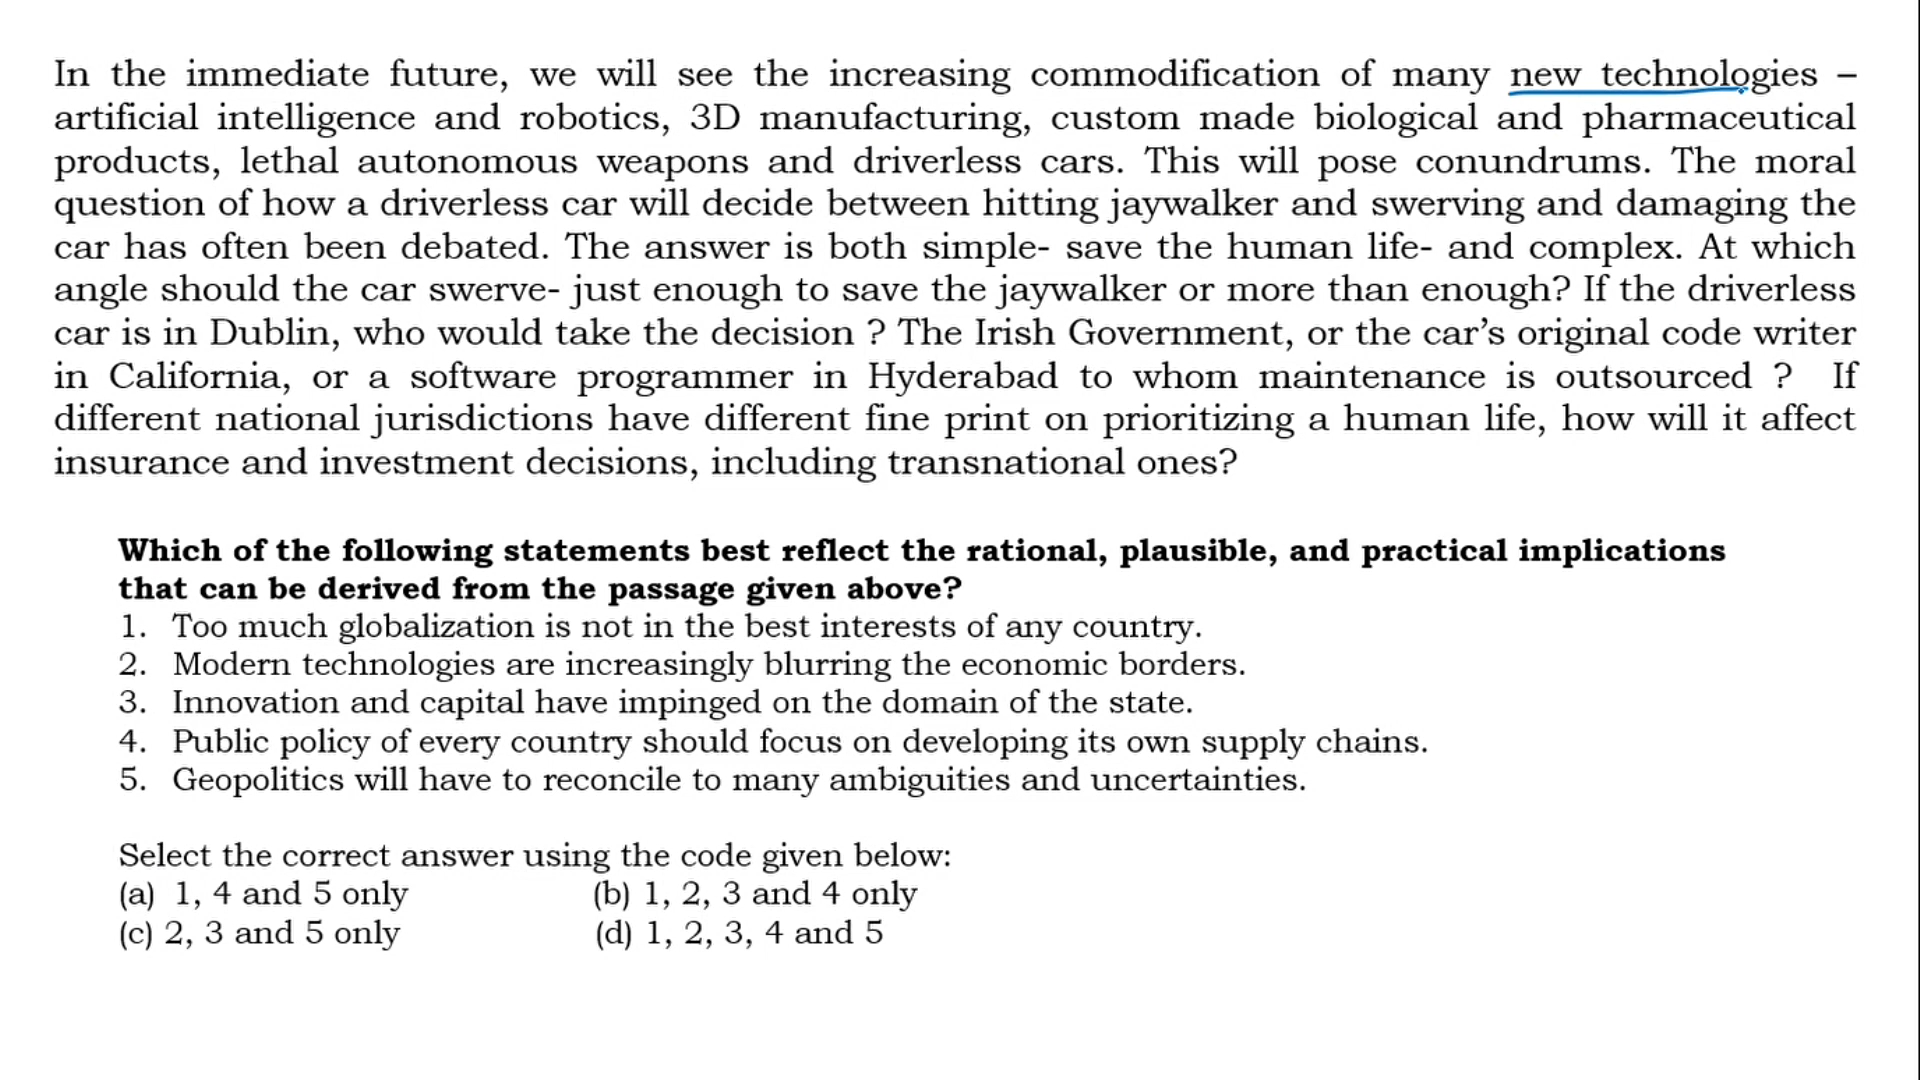 In the immediate future, we will see the increasing commodification of many new technologies –
artificial intelligence and robotics, 3D manufacturing, custom made biological and pharmaceutical
products, lethal autonomous weapons and driverless cars. This will pose conundrums. The moral
question of how a driverless car will decide between hitting jaywalker and swerving and damaging the
car has often been debated. The answer is both simple- save the human life- and complex. At which
angle should the car swerve- just enough to save the jaywalker or more than enough? If the driverless
car is in Dublin, who would take the decision ? The Irish Government, or the car’s original code writer
in California, or a software programmer in Hyderabad to whom maintenance is outsourced ? If
different national jurisdictions have different fine print on prioritizing a human life, how will it affect
insurance and investment decisions, including transnational ones?
Which of the following statements best reflect the rational, plausible, and practical implications
that can be derived from the passage given above?
1. Too much globalization is not in the best interests of any country.
2. Modern technologies are increasingly blurring the economic borders.
3. Innovation and capital have impinged on the domain of the state.
4. Public policy of every country should focus on developing its own supply chains.
5. Geopolitics will have to reconcile to many ambiguities and uncertainties.
Select the correct answer using the code given below:
(a) 1, 4 and 5 only (b) 1, 2, 3 and 4 only
(c) 2, 3 and 5 only (d) 1, 2, 3, 4 and 5